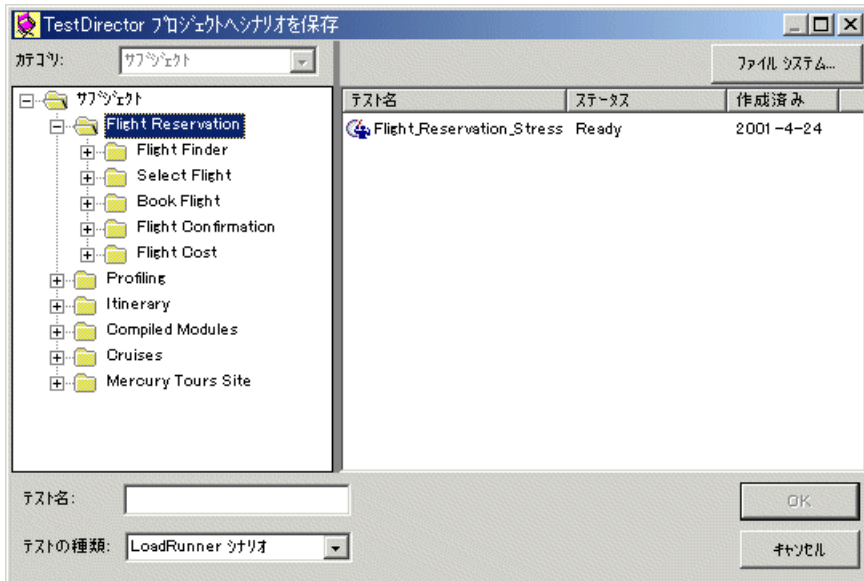 TestDirector プロジェクトへシナリオを保存
カテゴリ:
サブジェクト
ファイル システム...
サブジェクト
Flight Reservation
Flight Finder
Select Flight
Book Flight
Flight Confirmation
Flight Cost
Profiling
Itinerary
Compiled Modules
Cruises
Mercury Tours Site
テスト名 ステータス 作成済み
Flight_Reservation_Stress Ready 2001-4-24
テスト名:
OK
テストの種類: LoadRunner シナリオ
キャンセル